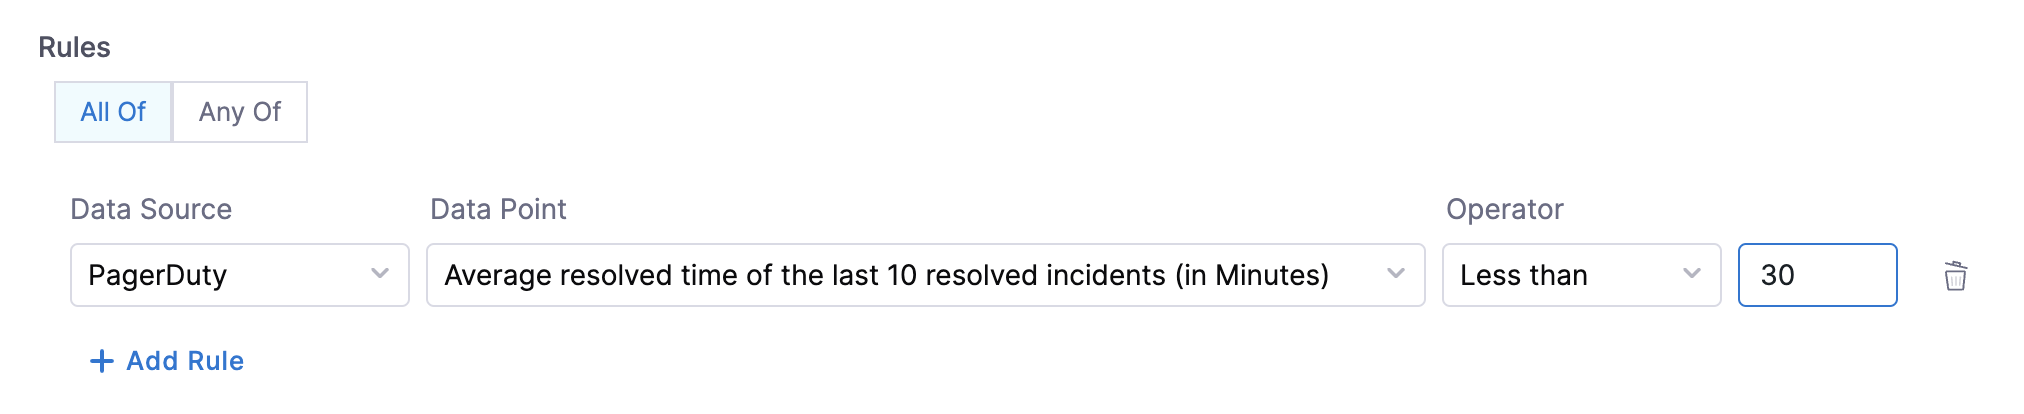 Rules
All Of Any Of
Data Source Data Point Operator
PagerDuty Average resolved time of the last 10 resolved incidents (in Minutes) Less than 30
+ Add Rule